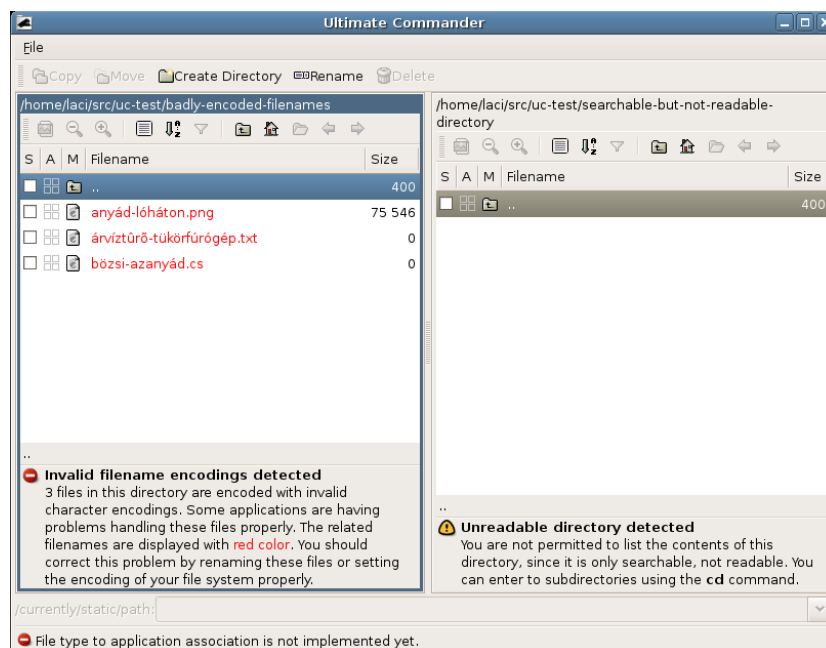 Ultimate Commander
File
Copy Move Create Directory Rename Delete
/home/laci/src/uc-test/badly-encoded-filenames
S A M Filename Size
.. 400
anyád-lóháton.png 75 546
árvíztûrõ-tükörfúrógép.txt 0
bözsi-azanyád.cs 0
..
Invalid filename encodings detected
3 files in this directory are encoded with invalid
character encodings. Some applications are having
problems handling these files properly. The related
filenames are displayed with red color. You should
correct this problem by renaming these files or setting
the encoding of your file system properly.
/home/laci/src/uc-test/searchable-but-not-readable-
directory
S A M Filename Size
.. 400
..
Unreadable directory detected
You are not permitted to list the contents of this
directory, since it is only searchable, not readable. You
can enter to subdirectories using the cd command.
/currently/static/path:
File type to application association is not implemented yet.